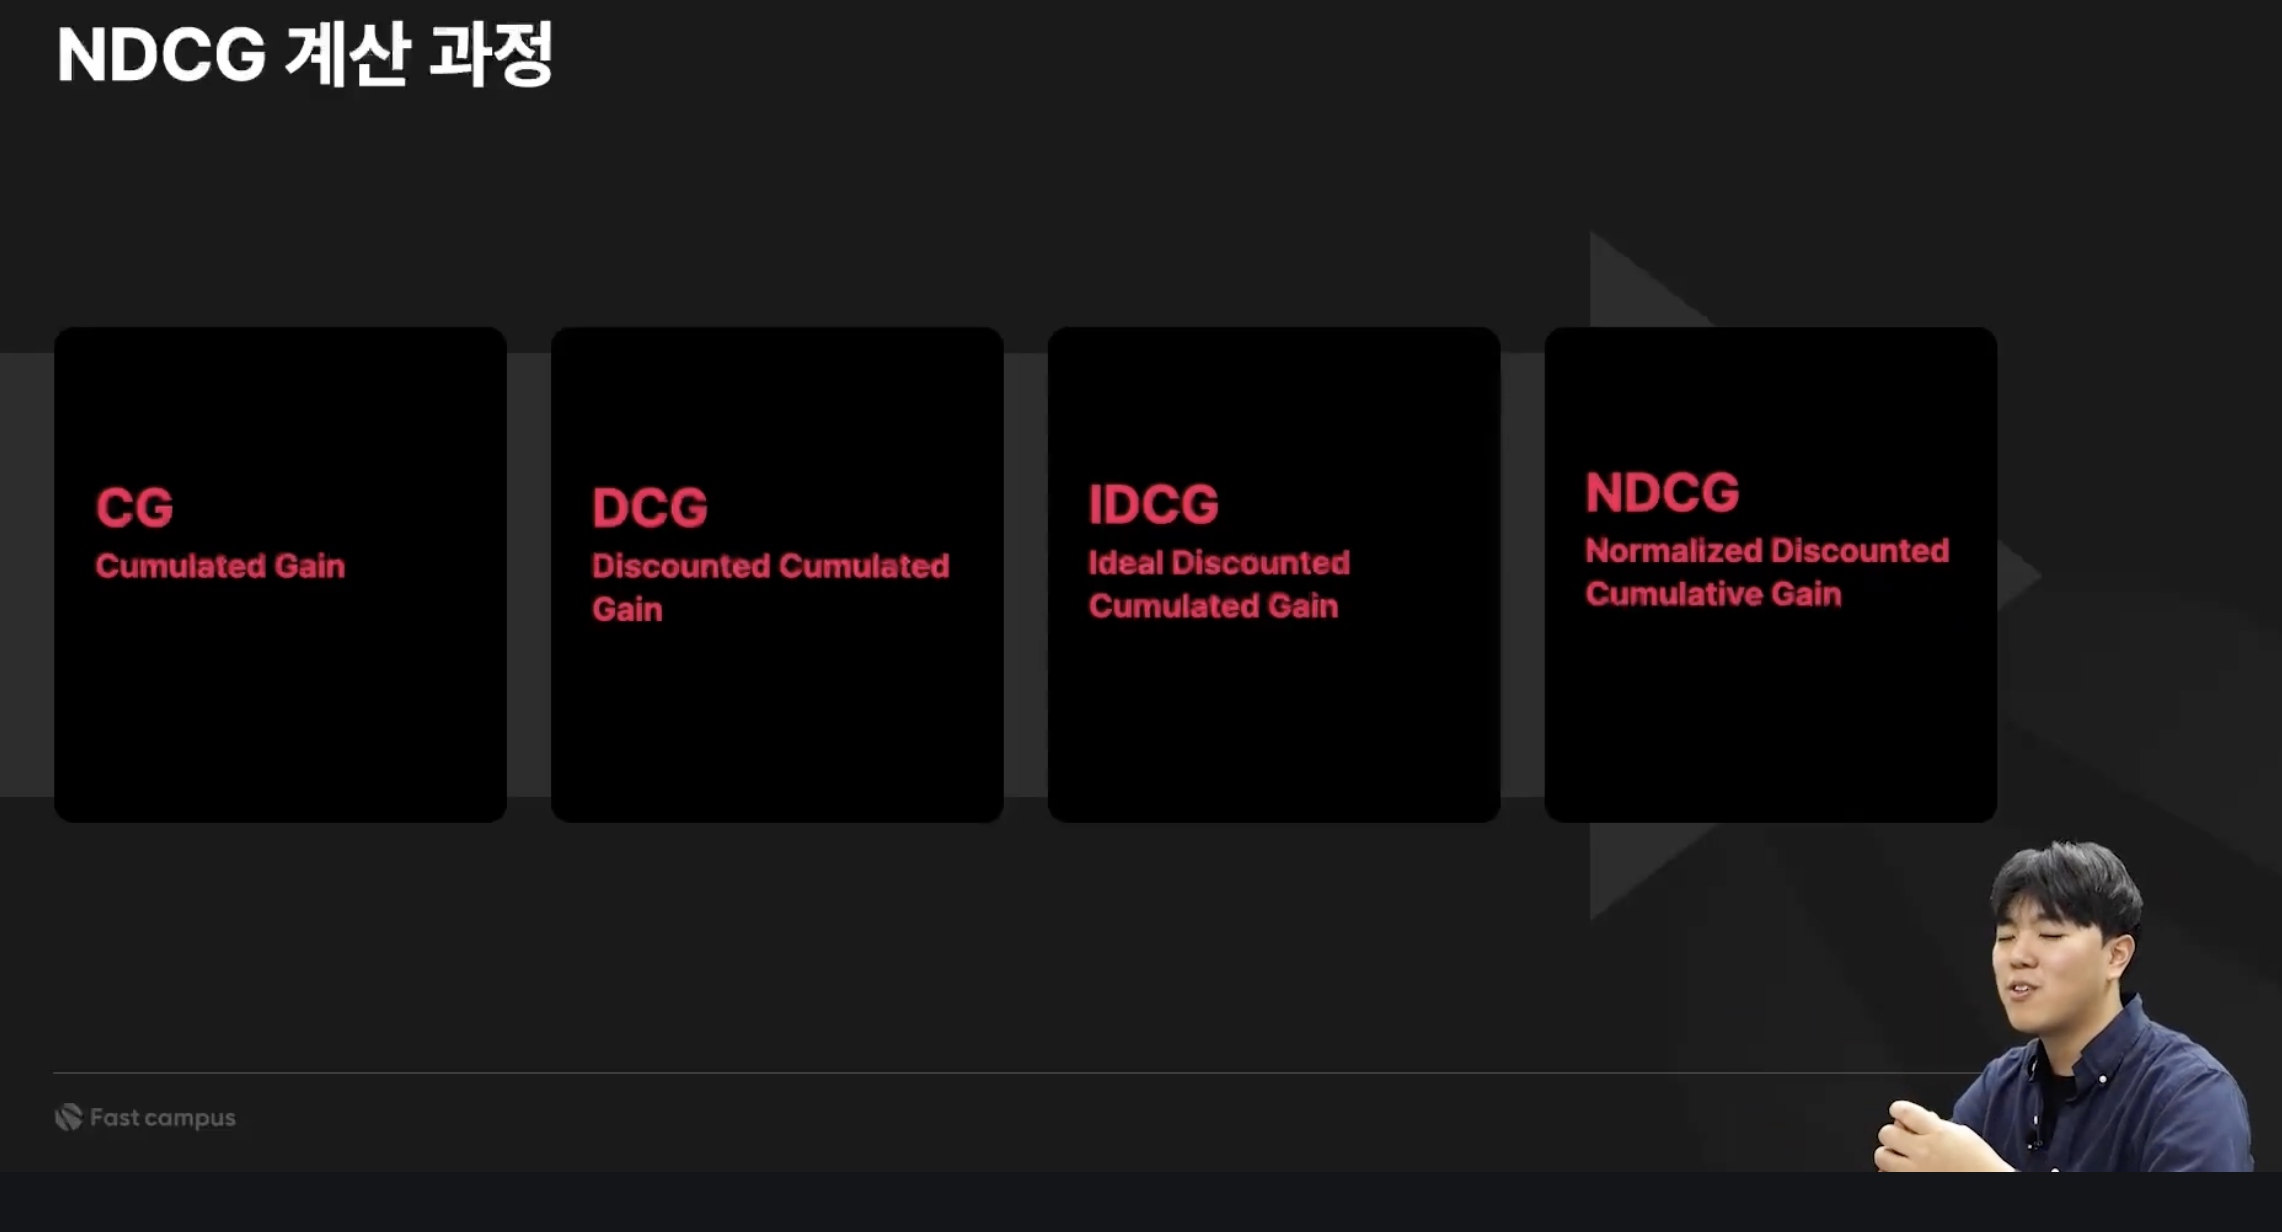 NDCG 계산 과정
CG
Cumulated Gain
DCG
Discounted Cumulated
Gain
IDCG
Ideal Discounted
Cumulated Gain
NDCG
Normalized Discounted
Cumulative Gain
Fast campus